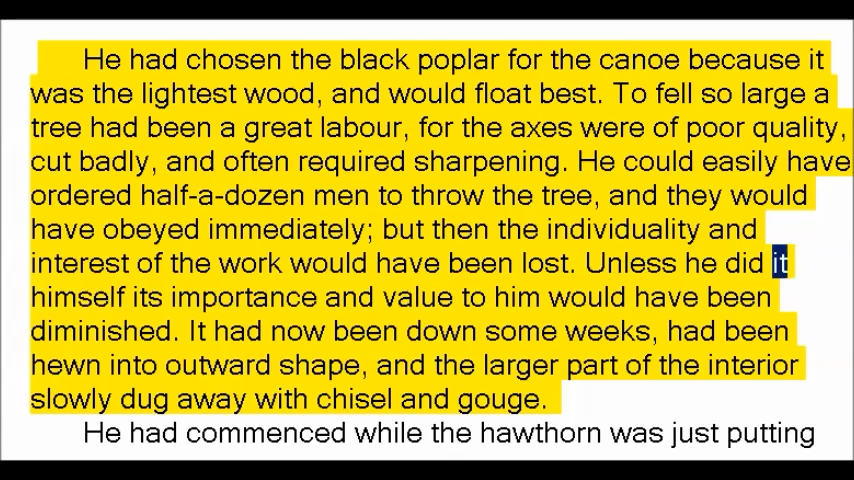 He had chosen the black poplar for the canoe because it
was the lightest wood, and would float best. To fell so large a
tree had been a great labour, for the axes were of poor quality,
cut badly, and often required sharpening. He could easily have
ordered half-a-dozen men to throw the tree, and they would
have obeyed immediately; but then the individuality and
interest of the work would have been lost. Unless he did it
himself its importance and value to him would have been
diminished. It had now been down some weeks, had been
hewn into outward shape, and the larger part of the interior
slowly dug away with chisel and gouge.
He had commenced while the hawthorn was just putting